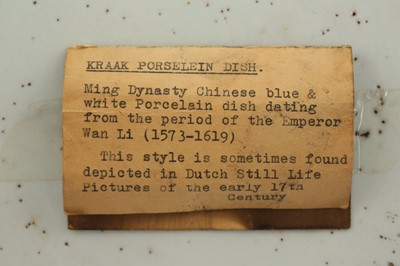 KRAAK PORSELEIN DISH.
Ming Dynasty Chinese blue &
white Porcelain dish dating
from the period of the Emperor
Wan Li (1573-1619)
This style is sometimes found
depicted in Dutch Still Life
Pictures of the early 17th
Century